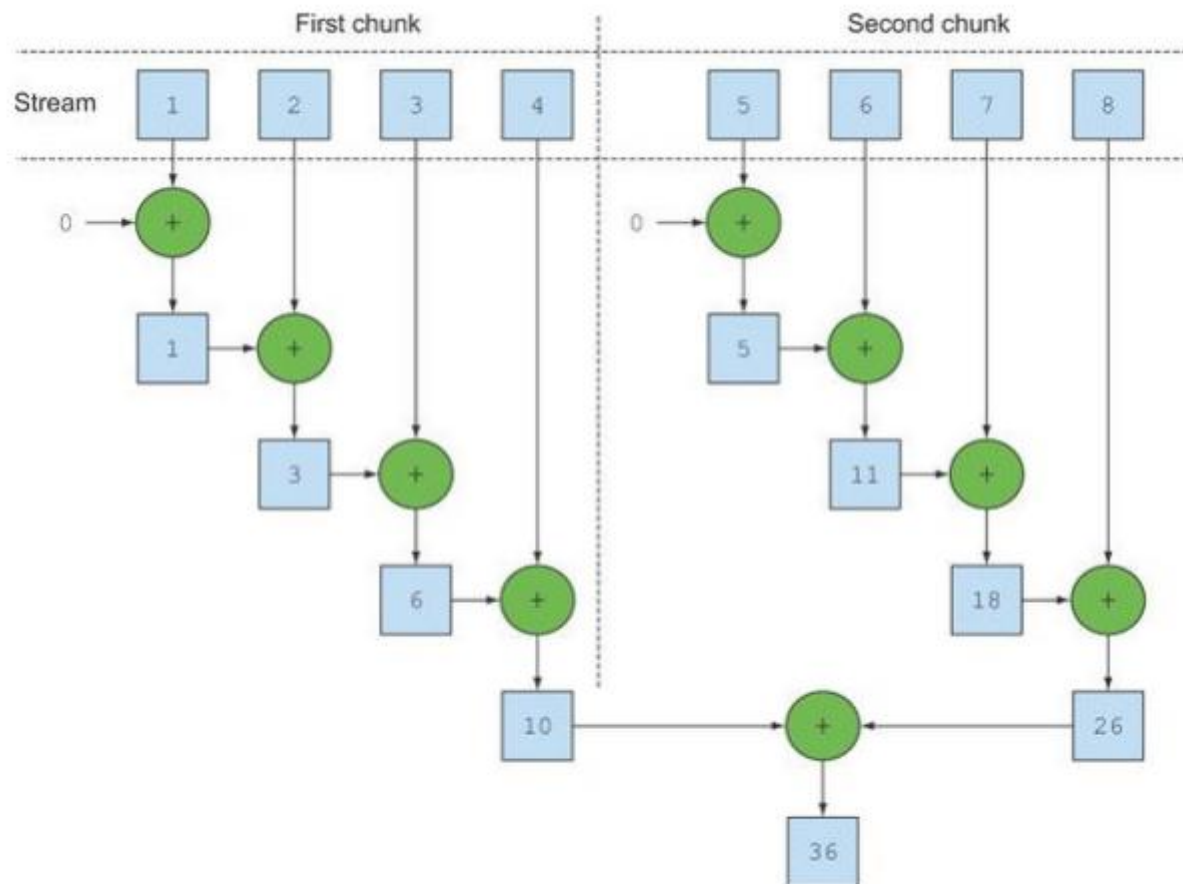 First chunk Second chunk
Stream 1 2 3 4 5 6 7 8
0 + 0 +
1 + 5 +
3 + 11 +
6 + 18 +
10 + 26
36